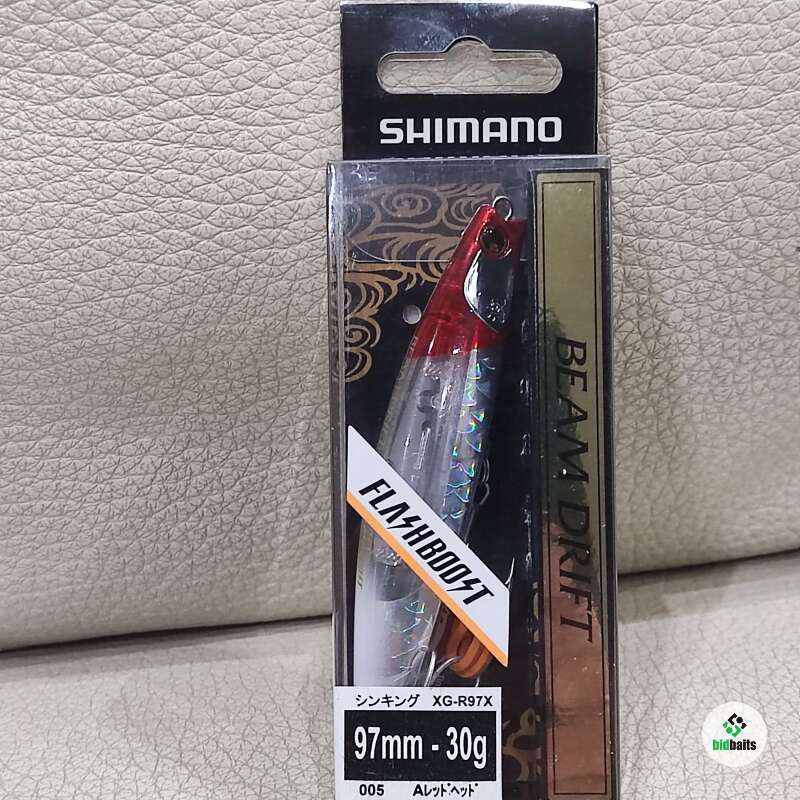 SHIMANO
BEAM DRIFT
FLASHBOOST
シンキング XG-R97X
97mm - 30g
005 Aレッドヘッド
bidbaits